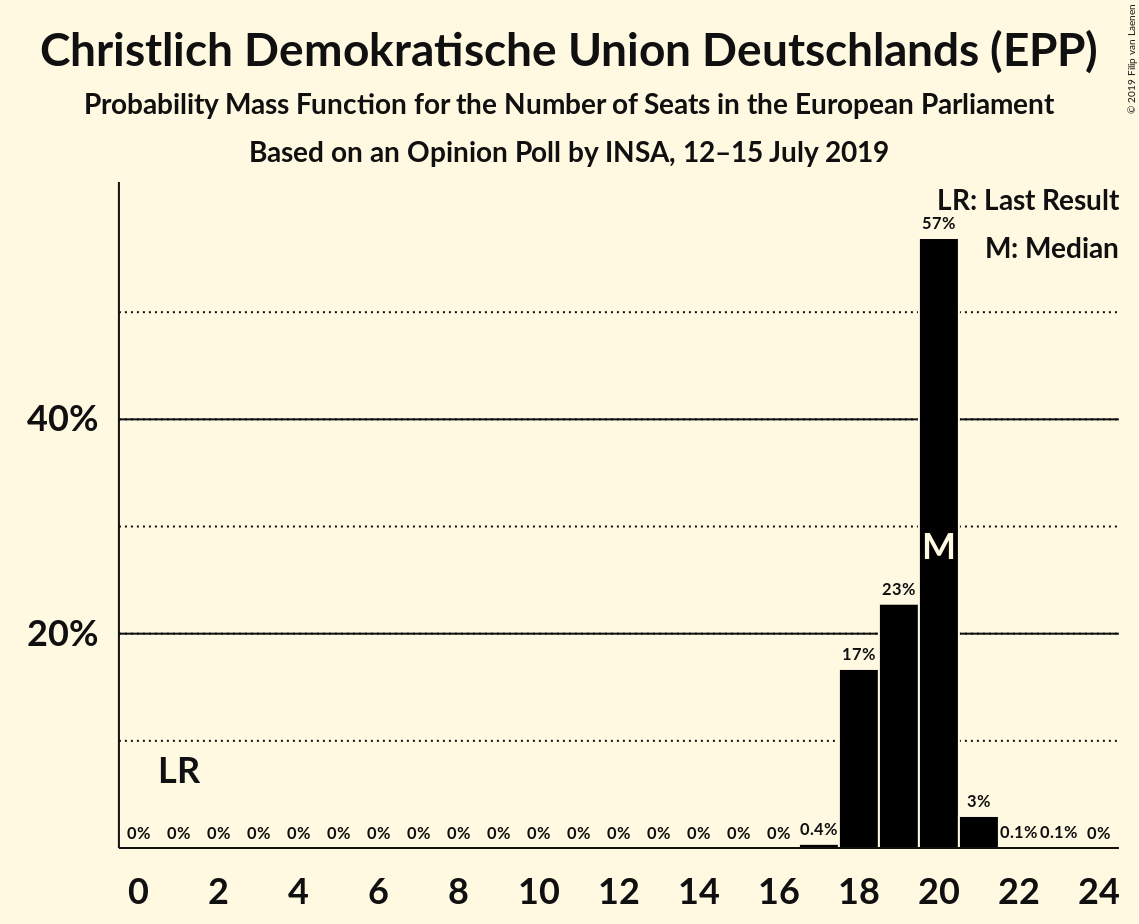 Christlich Demokratische Union Deutschlands (EPP)
Probability Mass Function for the Number of Seats in the European Parliament
Based on an Opinion Poll by INSA, 12–15 July 2019
© 2019 Filip van Laenen
LR: Last Result
57%
M: Median
40%
M
23%
20%
17%
LR
3%
0% 0% 0% 0% 0% 0% 0% 0% 0% 0% 0% 0% 0% 0% 0% 0% 0% 0.4% 0.1% 0.1% 0%
0 2 4 6 8 10 12 14 16 18 20 22 24